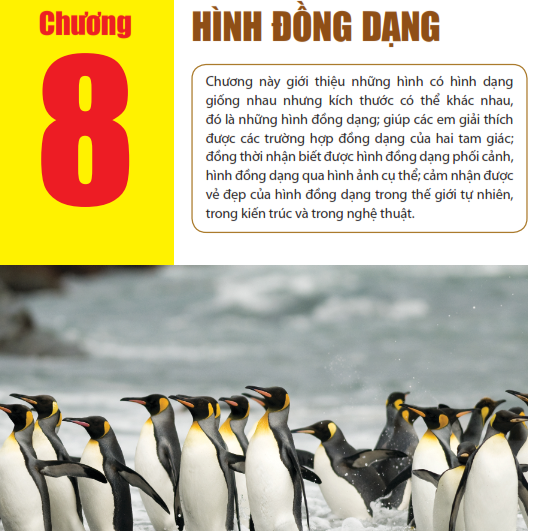 Chương
8
HÌNH ĐỒNG DẠNG
Chương này giới thiệu những hình có hình dạng
giống nhau nhưng kích thước có thể khác nhau,
đó là những hình đồng dạng; giúp các em giải thích
được các trường hợp đồng dạng của hai tam giác;
đồng thời nhận biết được hình đồng dạng phối cảnh,
hình đồng dạng qua hình ảnh cụ thể; cảm nhận được
vẻ đẹp của hình đồng dạng trong thế giới tự nhiên,
trong kiến trúc và trong nghệ thuật.